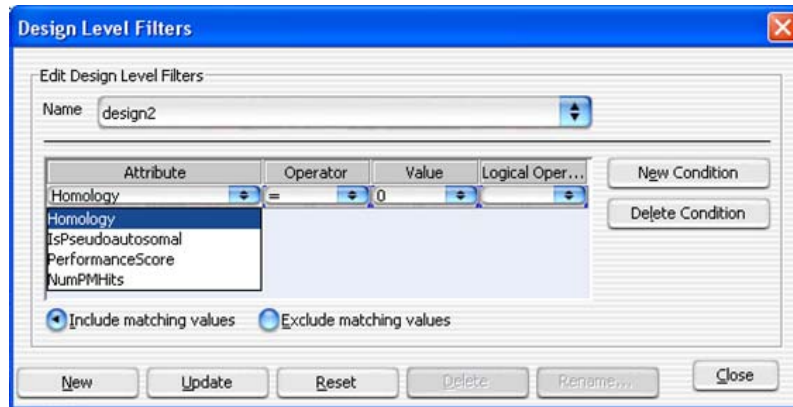 Design Level Filters
Edit Design Level Filters
Name design2
Attribute Operator Value Logical Oper...
Homology = 0
Homology
IsPseudoautosomal
PerformanceScore
NumPMHits
New Condition
Delete Condition
Include matching values Exclude matching values
New Update Reset Delete Rename... Close